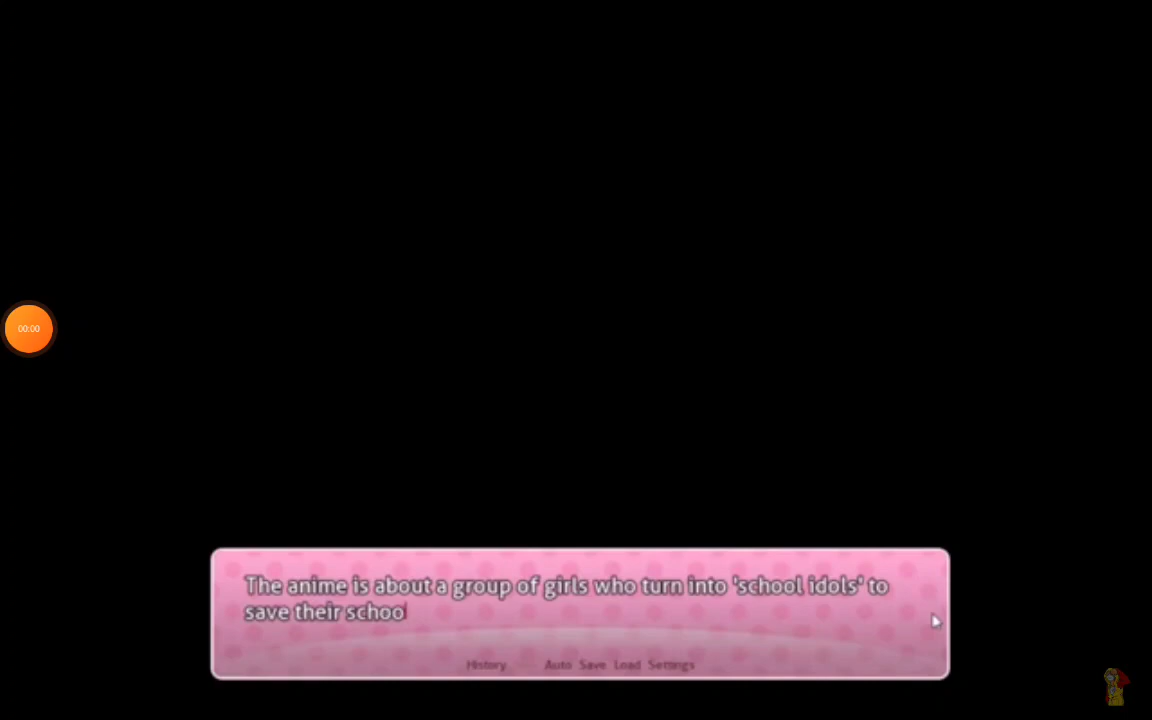 00:00
The anime is about a group of girls who turn into 'school idols' to
save their schoo
History Auto Save Load Settings